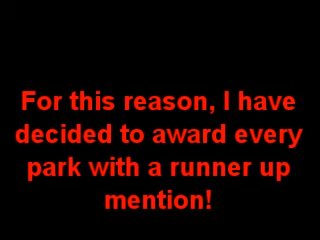 For this reason, I have
decided to award every
park with a runner up
mention!